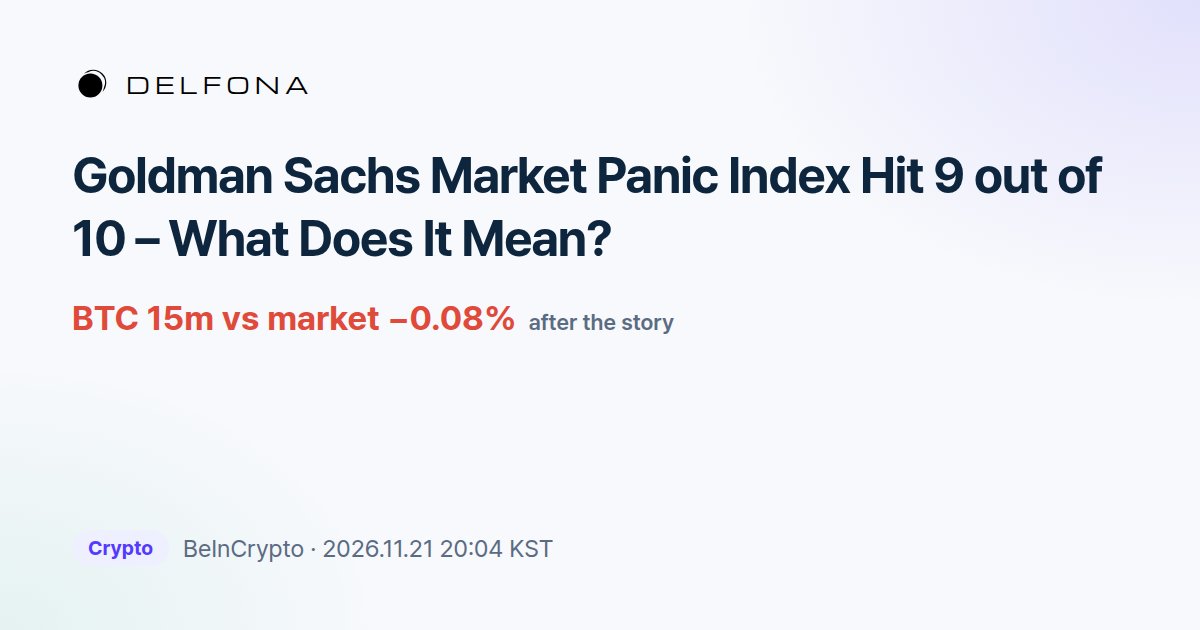 DELFONA
Goldman Sachs Market Panic Index Hit 9 out of
10 – What Does It Mean?
BTC 15m vs market −0.08% after the story
Crypto BeInCrypto · 2026.11.21 20:04 KST